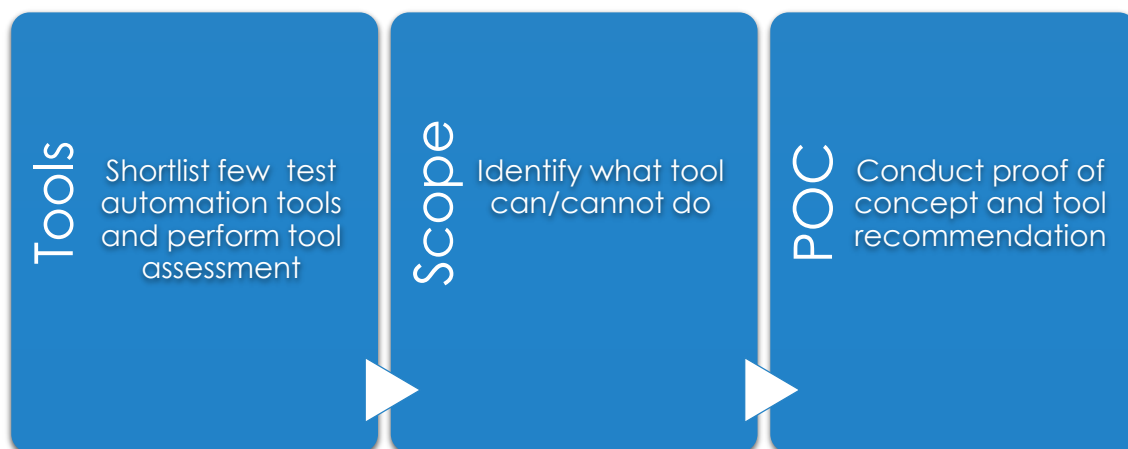 Tools
Shortlist few test
automation tools
and perform tool
assessment
Scope
Identify what tool
can/cannot do
POC
Conduct proof of
concept and tool
recommendation